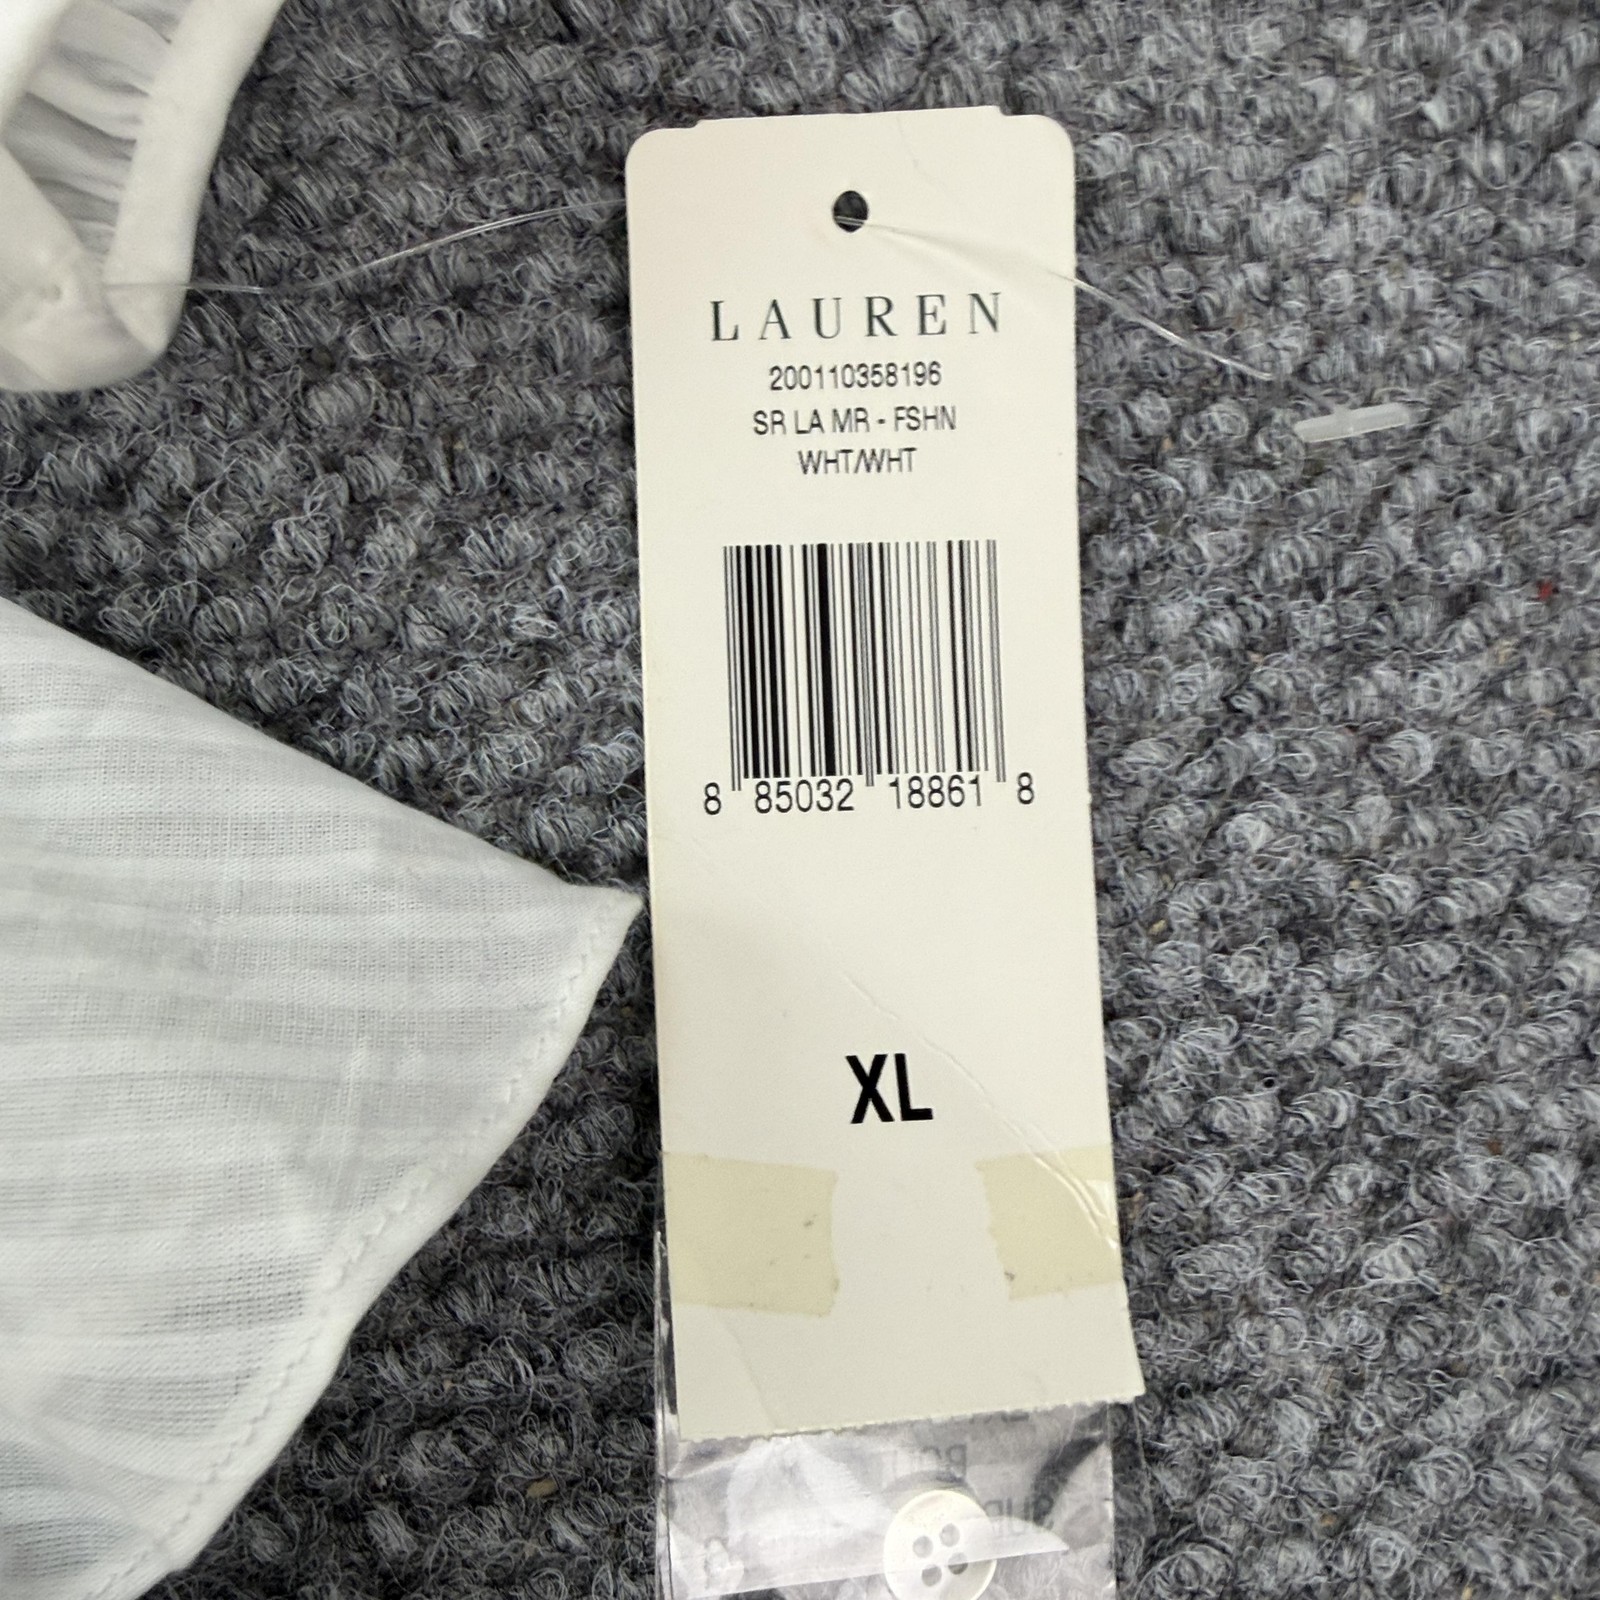 LAUREN
200110358196
SR LA MR - FSHN
WHT/WHT
8 85032 18861 8
XL